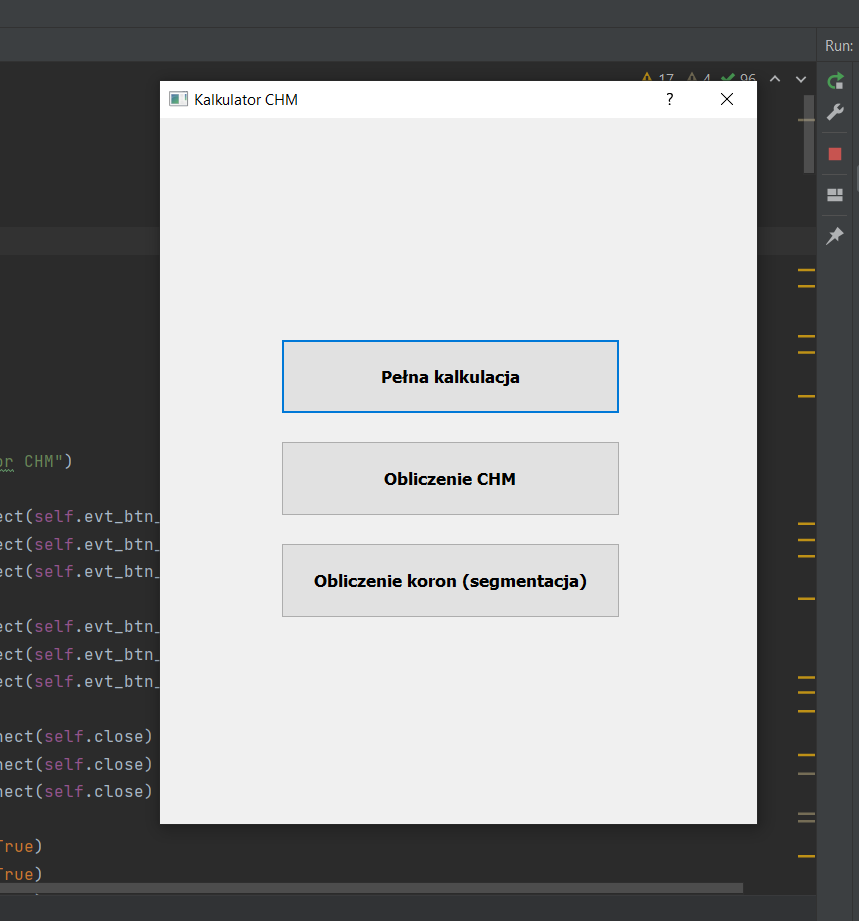 Run:
17 4 96
Kalkulator CHM
?
Pełna kalkulacja
or CHM")
Obliczenie CHM
ect(self.evt_btn_
ect(self.evt_btn_
ect(self.evt_btn_
Obliczenie koron (segmentacja)
ect(self.evt_btn_
ect(self.evt_btn_
ect(self.evt_btn_
nect(self.close)
nect(self.close)
nect(self.close)
True)
True)